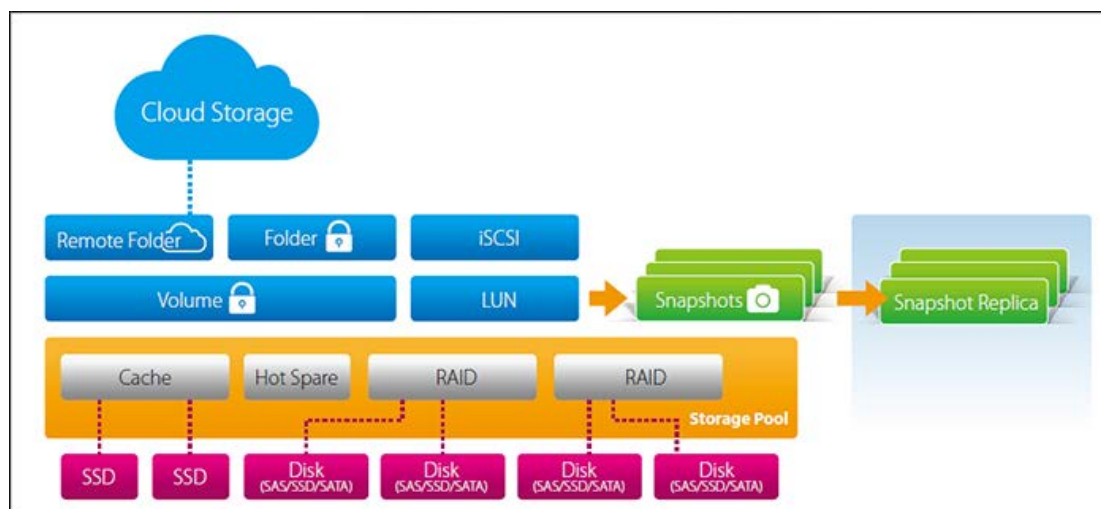 Cloud Storage
Remote Folder
Folder
iSCSI
Volume
LUN
Snapshots
Snapshot Replica
Cache
Hot Spare
RAID
RAID
Storage Pool
SSD
SSD
Disk
(SAS/SSD/SATA)
Disk
(SAS/SSD/SATA)
Disk
(SAS/SSD/SATA)
Disk
(SAS/SSD/SATA)